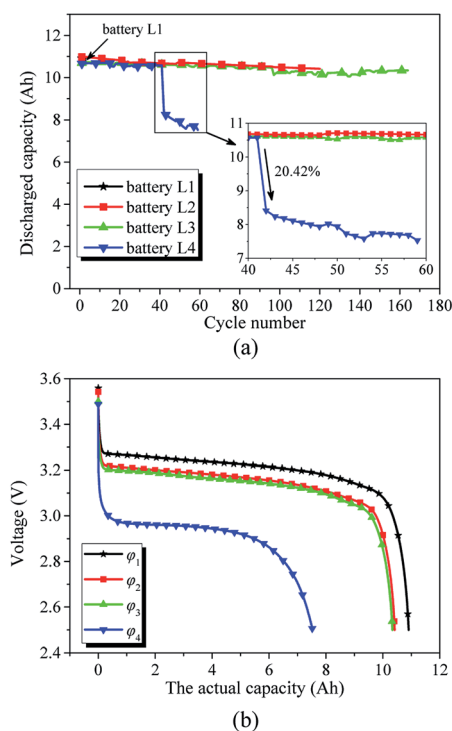 13
12
11
10
8
6
4
2
0
battery L1
battery L1
battery L2
battery L3
battery L4
11
10
9
8
7
20.42%
40 45 50 55 60
0 20 40 60 80 100 120 140 160 180
Discharged capacity (Ah)
Cycle number
(a)
3.6
3.4
3.2
3.0
2.8
2.6
2.4
Voltage (V)
φ1
φ2
φ3
φ4
0 2 4 6 8 10 12
The actual capacity (Ah)
(b)